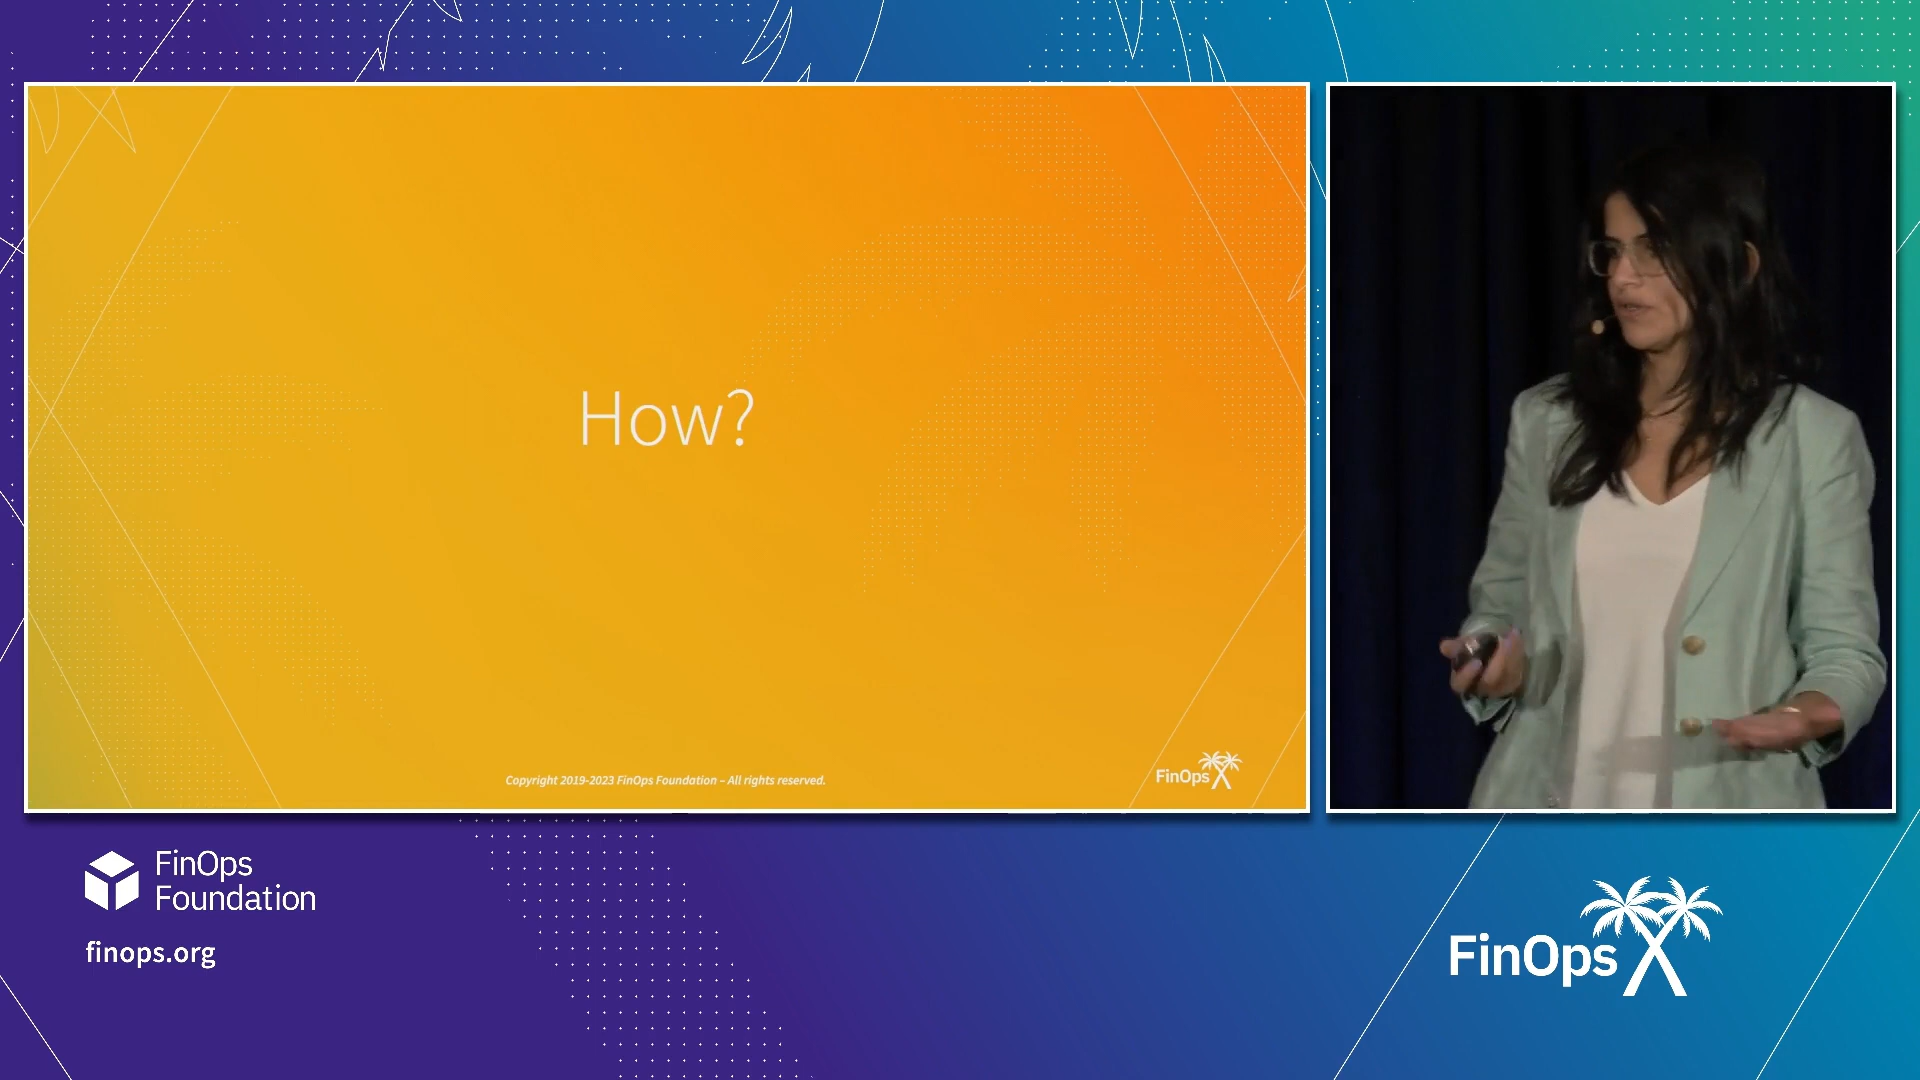 How?
Copyright 2019-2023 FinOps Foundation – All rights reserved.
FinOps X
FinOps
Foundation
finops.org
FinOps X